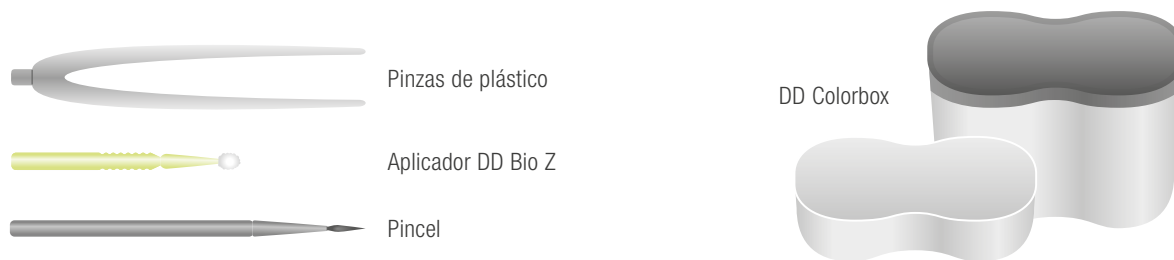 Pinzas de plástico
DD Colorbox
Aplicador DD Bio Z
Pincel